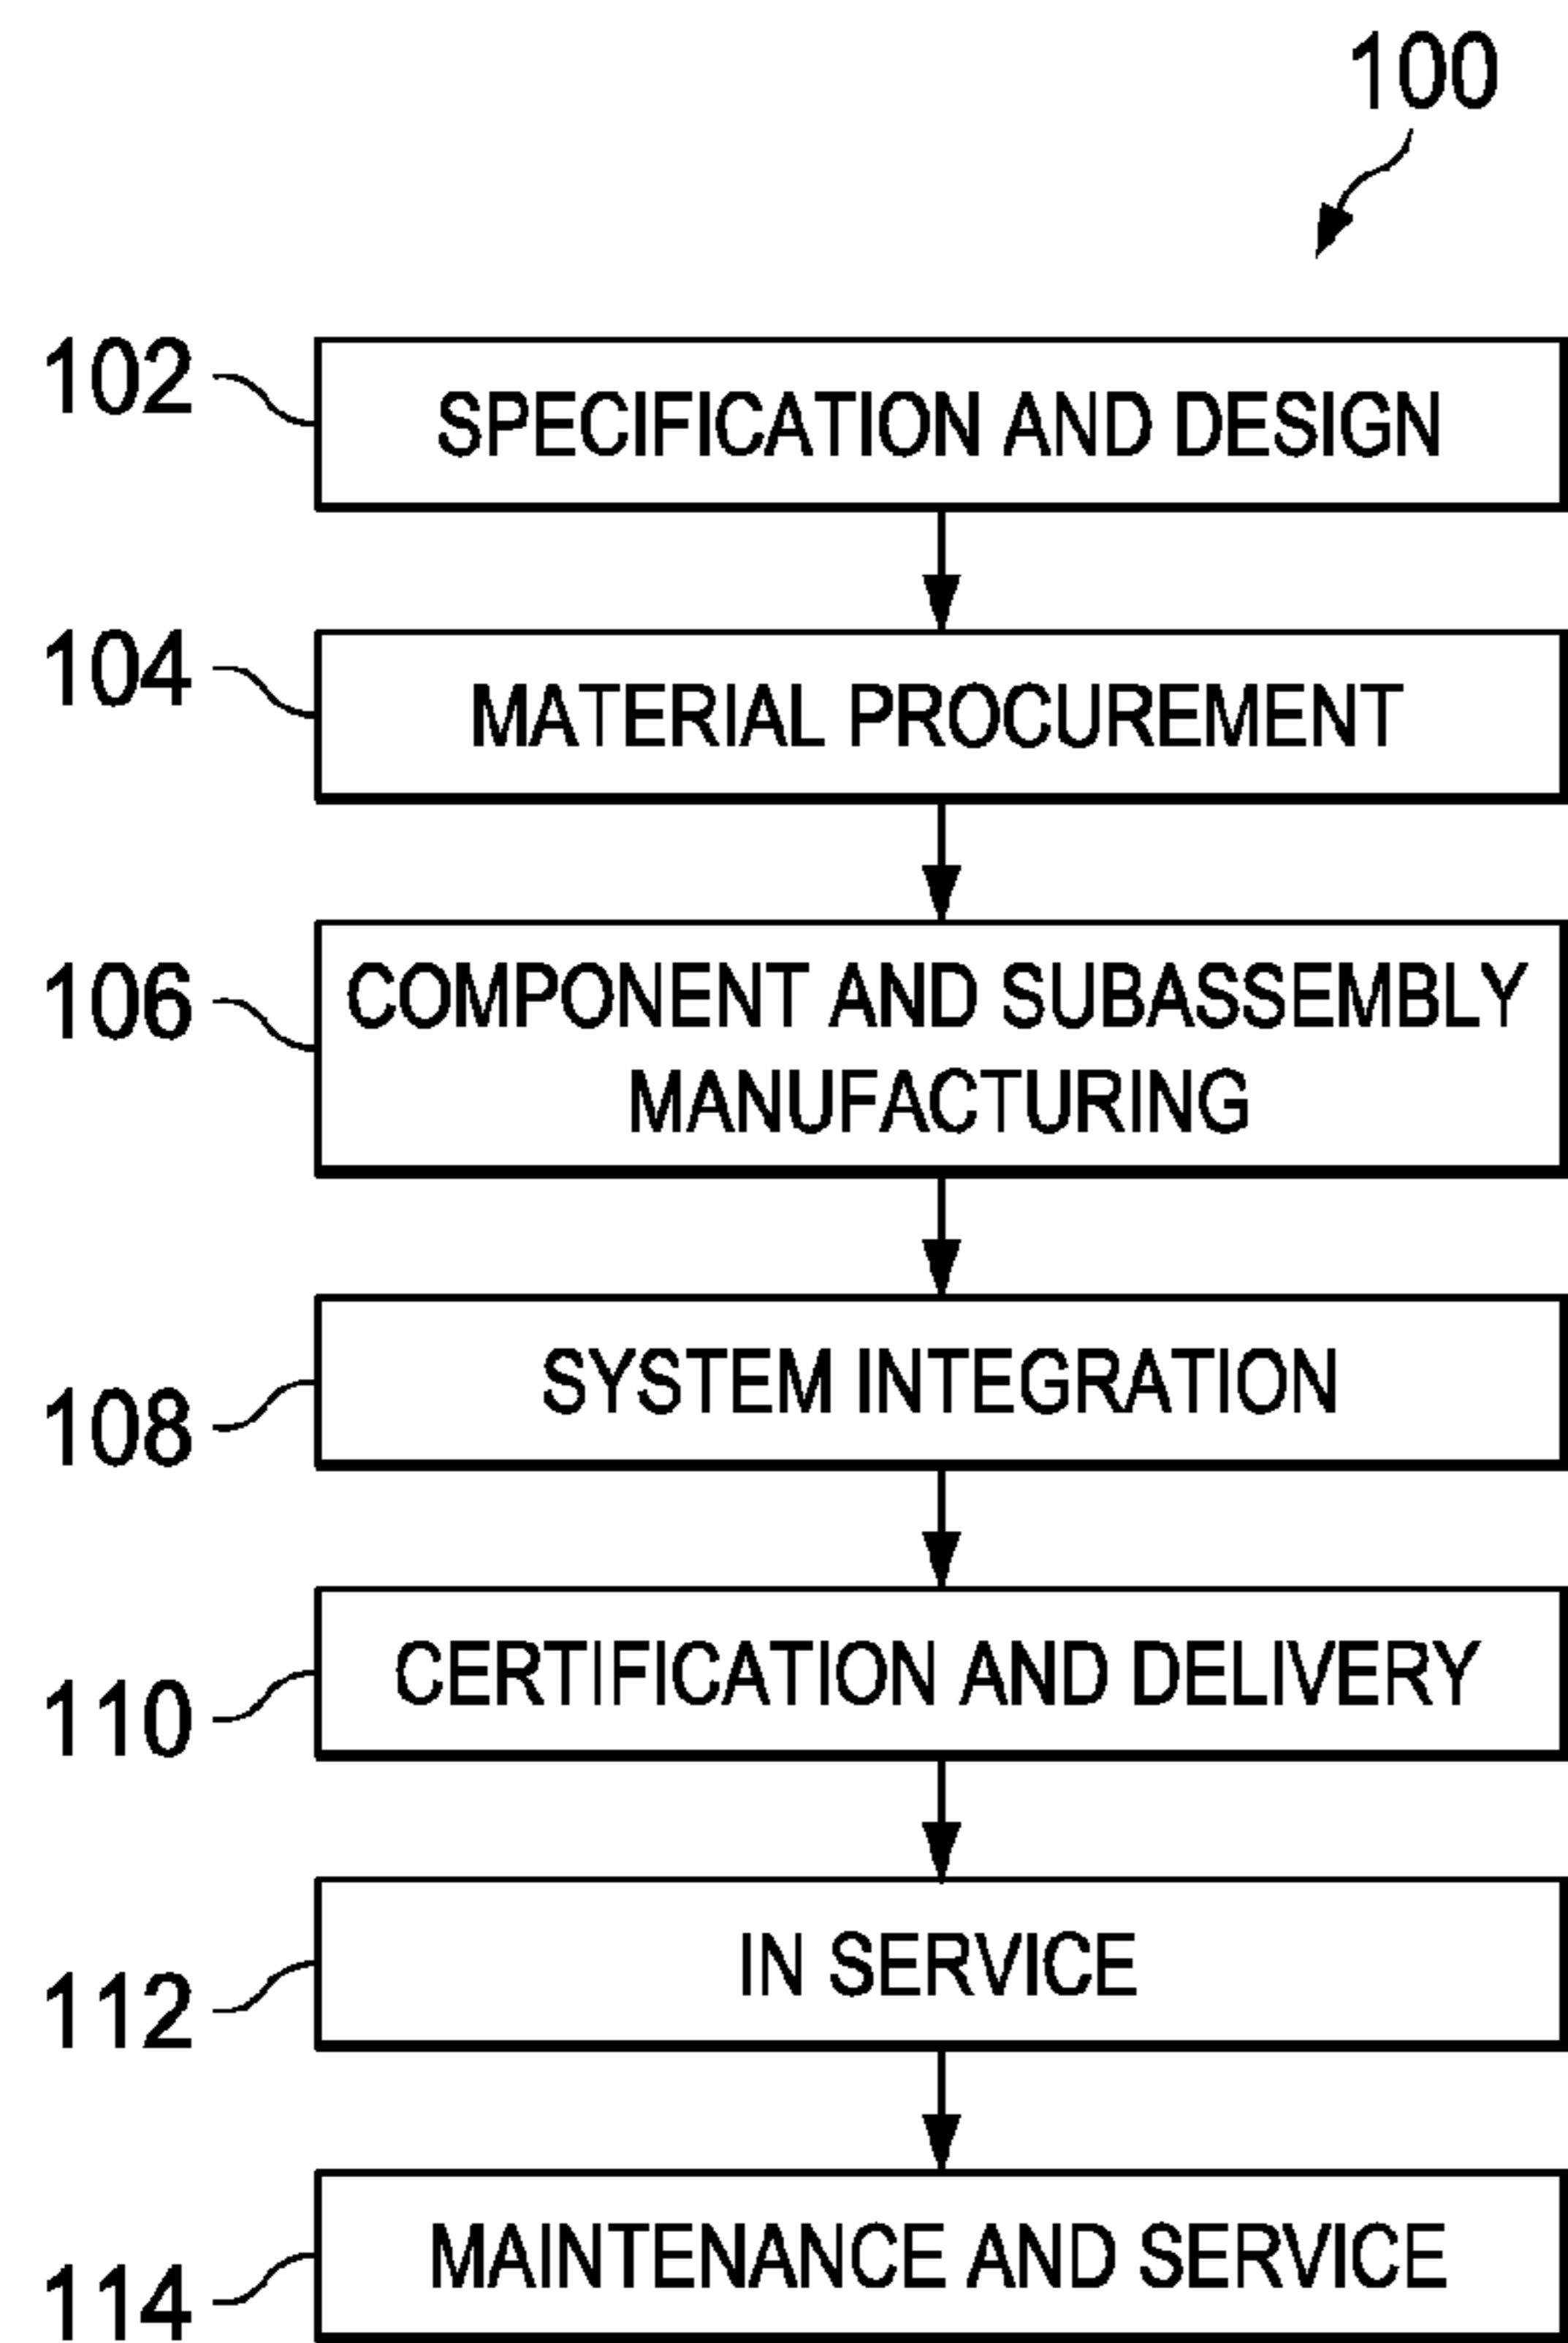 100
102
SPECIFICATION AND DESIGN
104
MATERIAL PROCUREMENT
106
COMPONENT AND SUBASSEMBLY
MANUFACTURING
108
SYSTEM INTEGRATION
110
CERTIFICATION AND DELIVERY
112
IN SERVICE
114
MAINTENANCE AND SERVICE